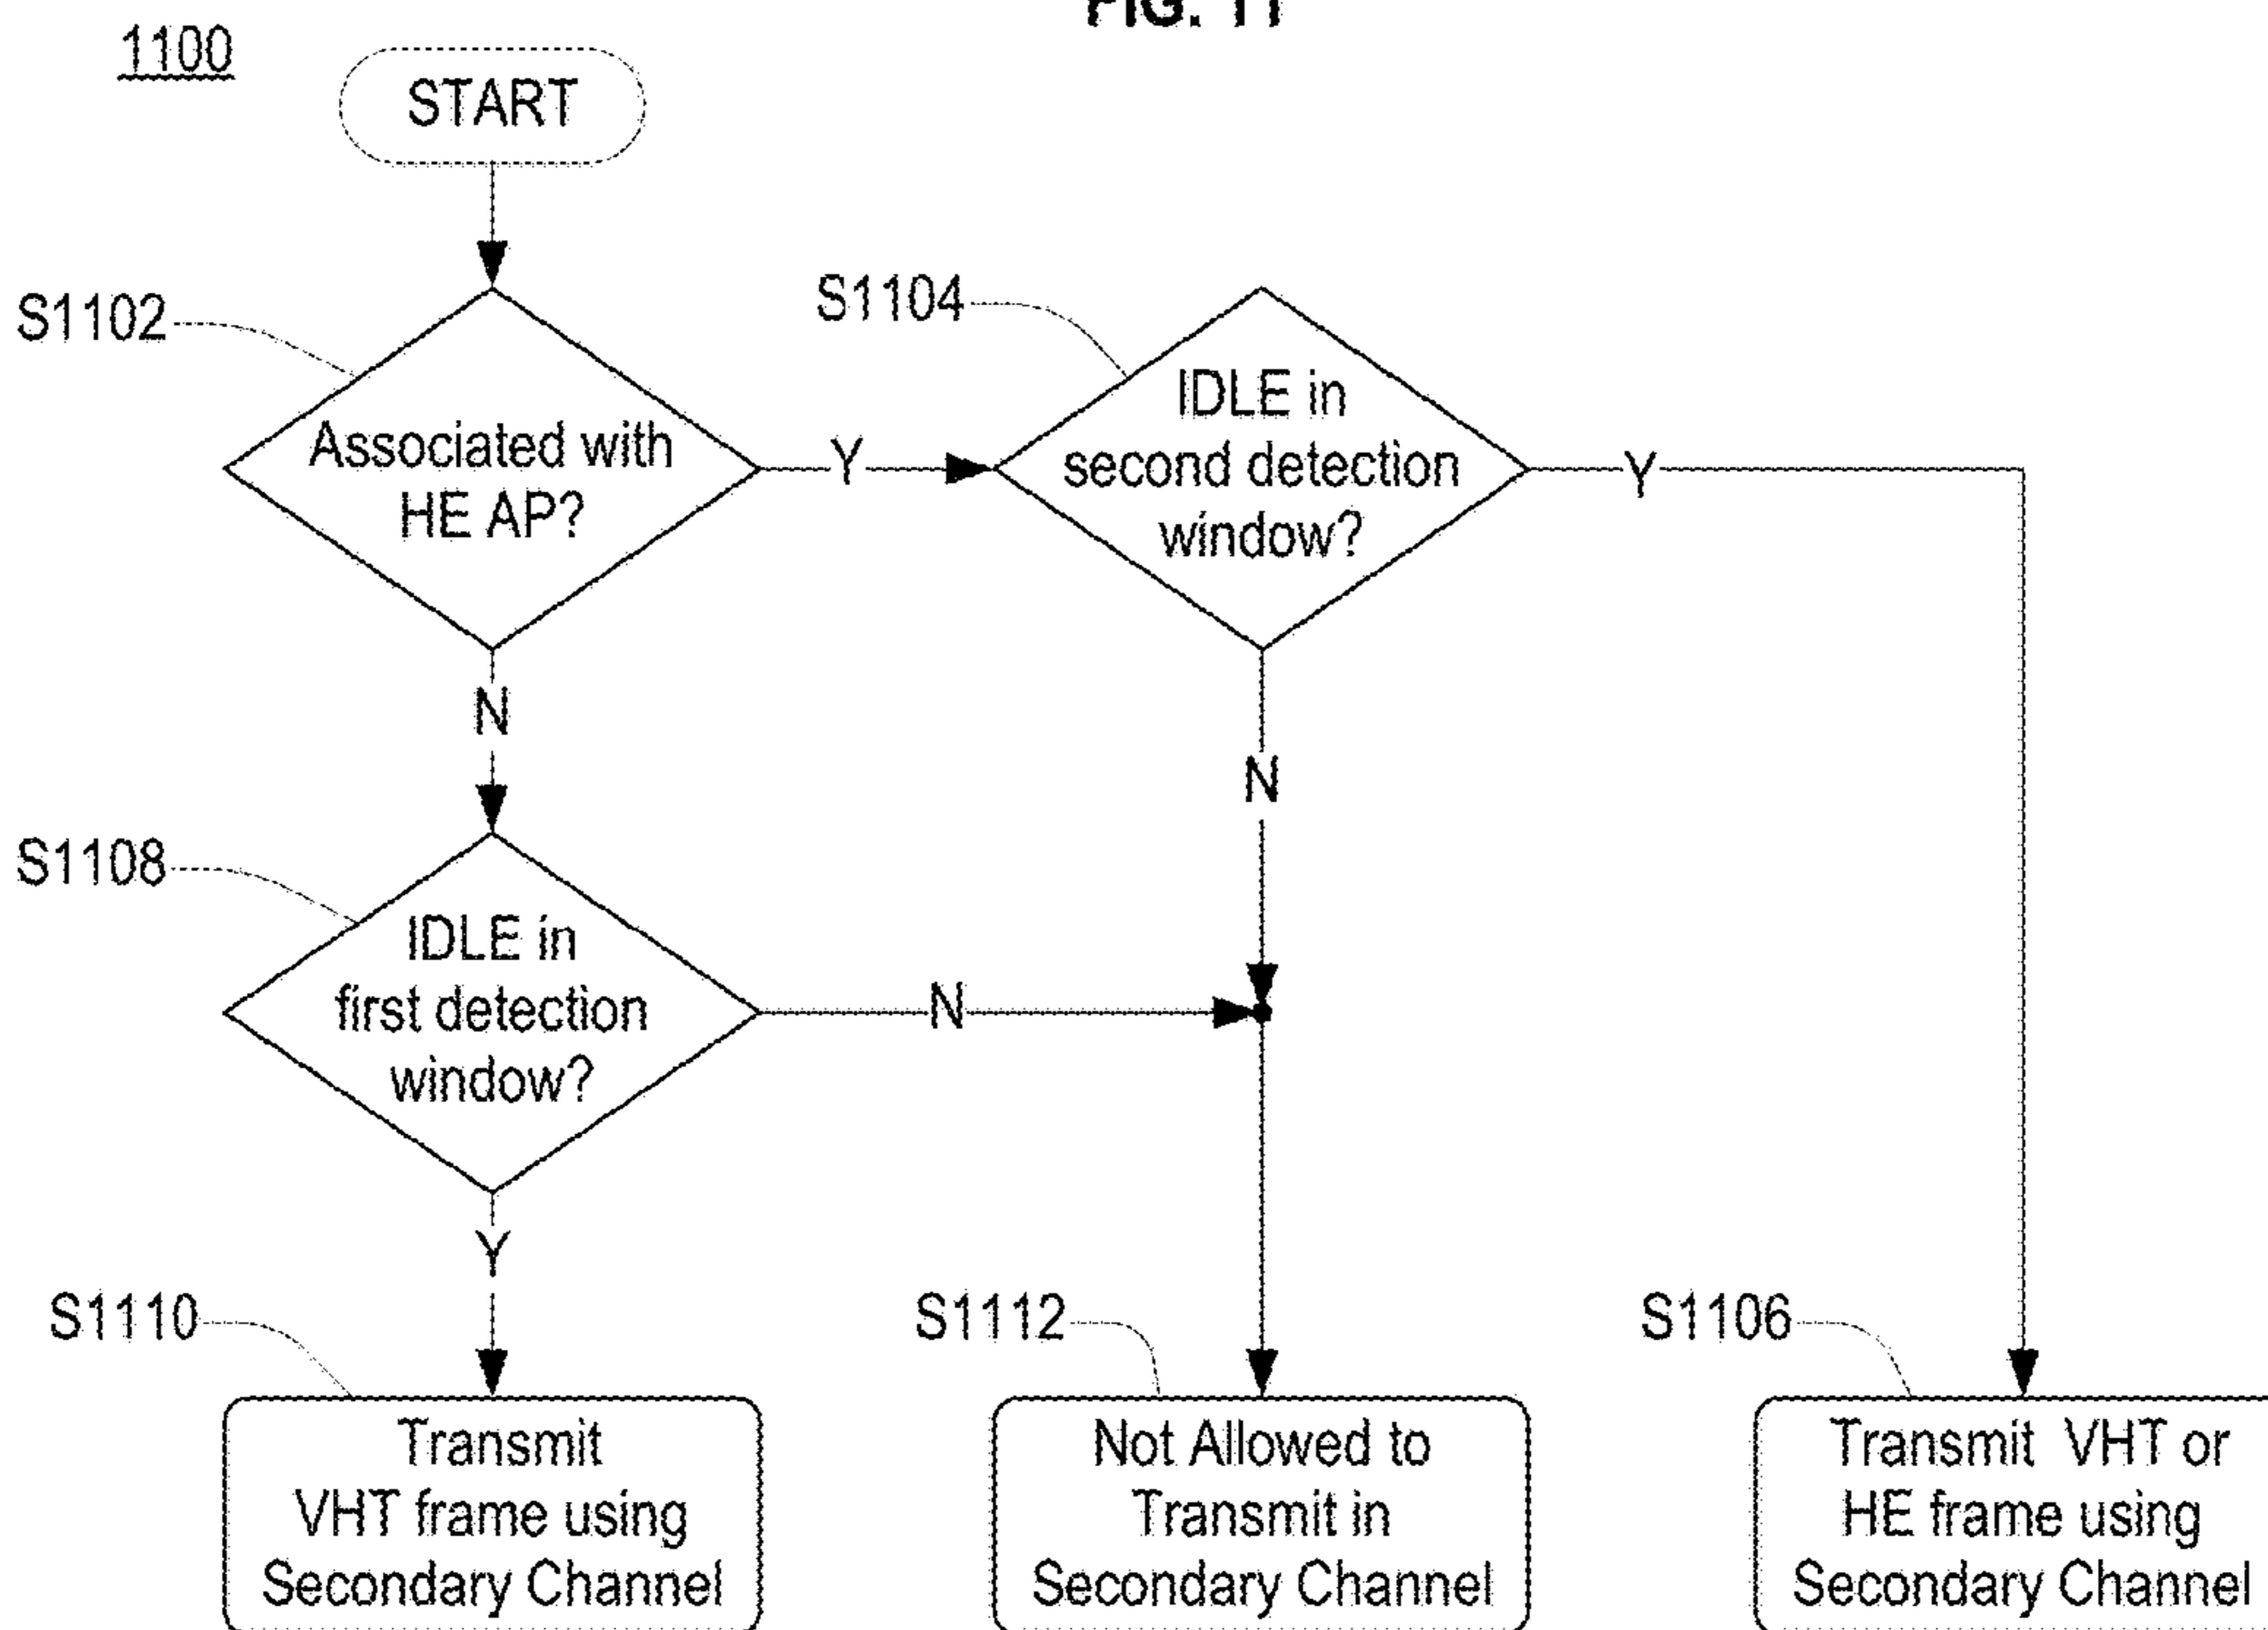 FIG. 11
1100
START
S1102
Associated with
HE AP?
Y
S1104
IDLE in
second detection
window?
Y
N
N
S1108
IDLE in
first detection
window?
N
Y
S1110
Transmit
VHT frame using
Secondary Channel
S1112
Not Allowed to
Transmit in
Secondary Channel
S1106
Transmit VHT or
HE frame using
Secondary Channel